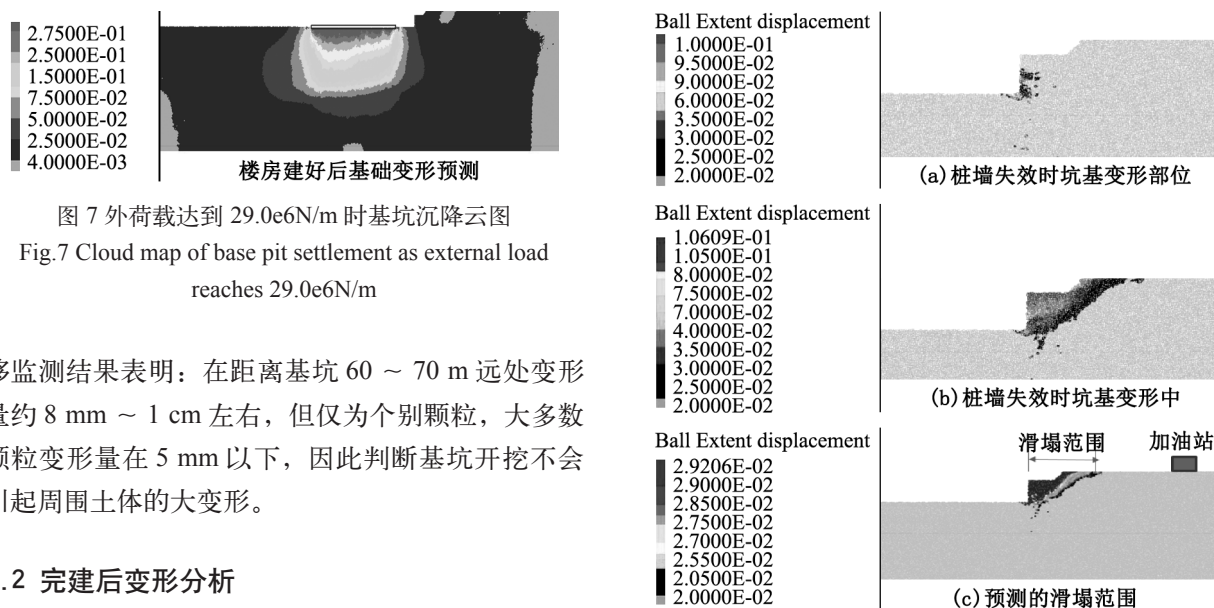 2.7500E-01
2.5000E-01
1.5000E-01
7.5000E-02
5.0000E-02
2.5000E-02
4.0000E-03
楼房建好后基础变形预测
图 7 外荷载达到 29.0e6N/m 时基坑沉降云图
Fig.7 Cloud map of base pit settlement as external load
reaches 29.0e6N/m
移监测结果表明：在距离基坑 60 ～ 70 m 远处变形
量约 8 mm ～ 1 cm 左右，但仅为个别颗粒，大多数
颗粒变形量在 5 mm 以下，因此判断基坑开挖不会
引起周围土体的大变形。
.2 完建后变形分析
Ball Extent displacement
1.0000E-01
9.5000E-02
9.0000E-02
6.0000E-02
3.5000E-02
3.0000E-02
2.5000E-02
2.0000E-02
(a)桩墙失效时坑基变形部位
Ball Extent displacement
1.0609E-01
1.0500E-01
8.0000E-02
7.5000E-02
7.0000E-02
4.0000E-02
3.5000E-02
3.0000E-02
2.5000E-02
2.0000E-02
(b)桩墙失效时坑基变形中
Ball Extent displacement
2.9206E-02
2.9000E-02
2.8500E-02
2.7500E-02
2.7000E-02
2.5500E-02
2.0500E-02
2.0000E-02
滑塌范围 加油站
(c)预测的滑塌范围